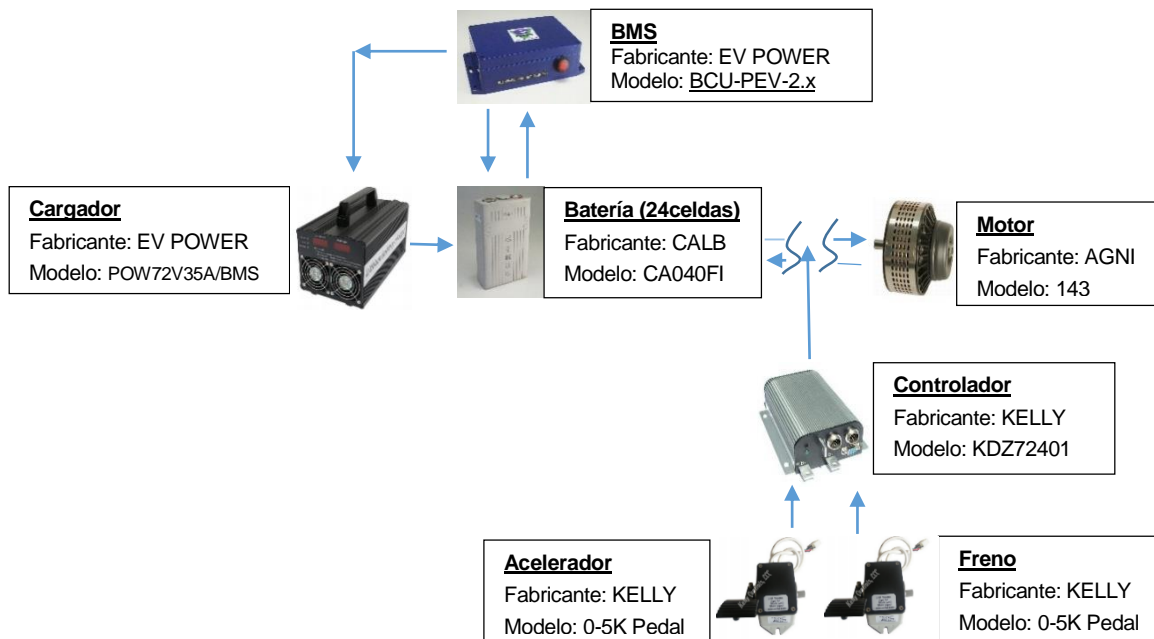 BMS
Fabricante: EV POWER
Modelo: BCU-PEV-2.x
Cargador
Fabricante: EV POWER
Modelo: POW72V35A/BMS
Batería (24celdas)
Fabricante: CALB
Modelo: CA040FI
Motor
Fabricante: AGNI
Modelo: 143
Controlador
Fabricante: KELLY
Modelo: KDZ72401
Acelerador
Fabricante: KELLY
Modelo: 0-5K Pedal
Freno
Fabricante: KELLY
Modelo: 0-5K Pedal